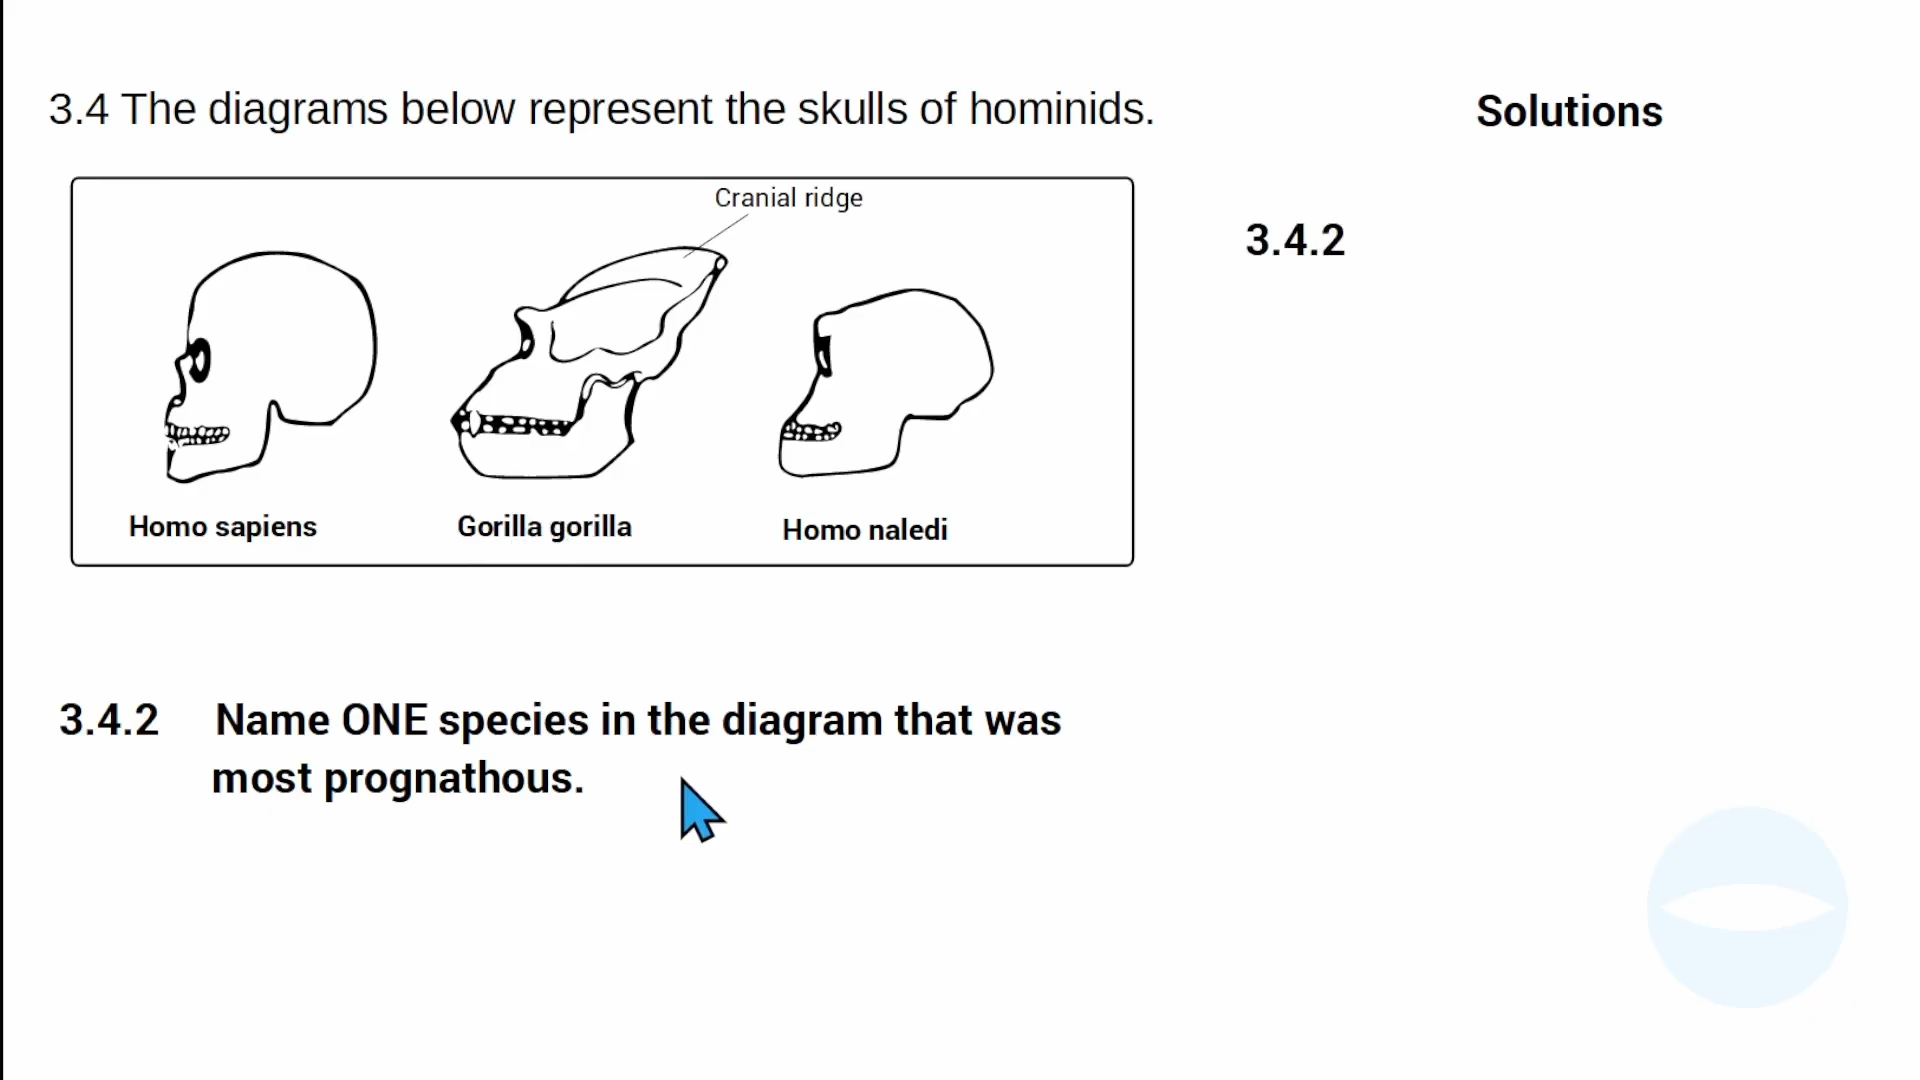 3.4 The diagrams below represent the skulls of hominids.
Solutions
Cranial ridge
3.4.2
Homo sapiens
Gorilla gorilla
Homo naledi
3.4.2 Name ONE species in the diagram that was
most prognathous.